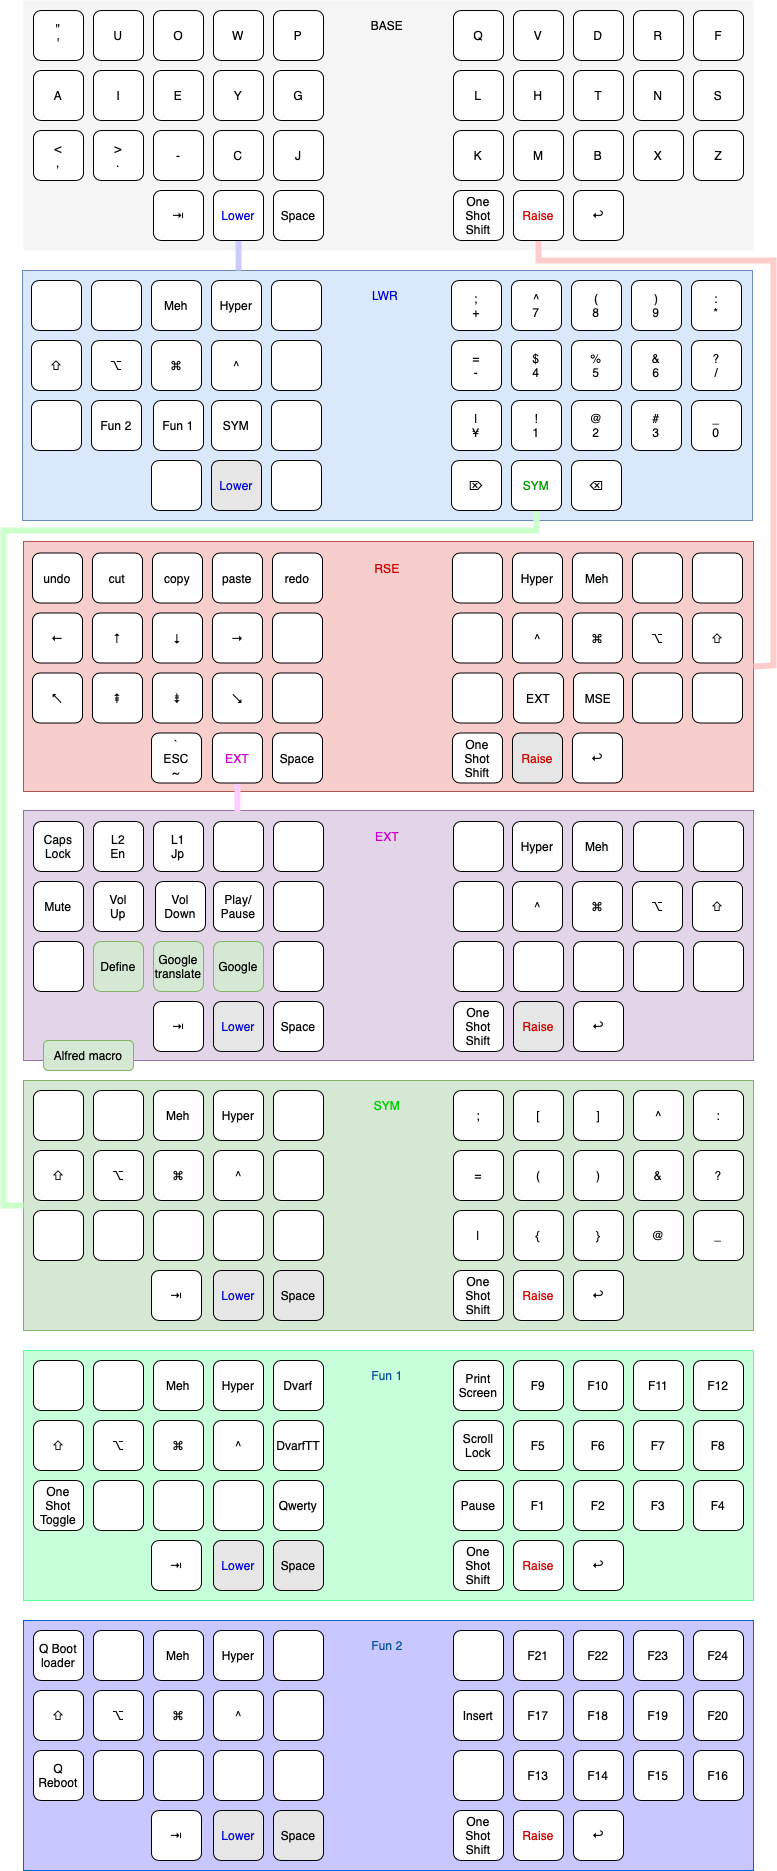 BASE
" U O W P Q V D R F
'
A I E Y G L H T N S
< > - C J K M B X Z
, .
⇥ Lower Space One Shot Shift Raise ↩
LWR
Meh Hyper ; ^ ( ) :
+ 7 8 9 *
⇧ ⌥ ⌘ ^ = $ % & ?
- 4 5 6 /
Fun 2 Fun 1 SYM | ! @ # _
¥ 1 2 3 0
Lower ⌦ SYM ⌫
RSE
undo cut copy paste redo Hyper Meh
← ↑ ↓ → ^ ⌘ ⌥ ⇧
↖ ⇞ ⇟ ↘ EXT MSE
` ESC ~ EXT Space One Shot Shift Raise ↩
EXT
Caps Lock L2 En L1 Jp Hyper Meh
Mute Vol Up Vol Down Play/ Pause ^ ⌘ ⌥ ⇧
Define Google translate Google
⇥ Lower Space One Shot Shift Raise ↩
Alfred macro
SYM
Meh Hyper ; [ ] ^ :
⇧ ⌥ ⌘ ^ = ( ) & ?
| { } @ _
⇥ Lower Space One Shot Shift Raise ↩
Fun 1
Meh Hyper Dvarf Print Screen F9 F10 F11 F12
⇧ ⌥ ⌘ ^ DvarfTT Scroll Lock F5 F6 F7 F8
One Shot Toggle Qwerty Pause F1 F2 F3 F4
⇥ Lower Space One Shot Shift Raise ↩
Fun 2
Q Boot loader Meh Hyper F21 F22 F23 F24
⇧ ⌥ ⌘ ^ Insert F17 F18 F19 F20
Q Reboot F13 F14 F15 F16
⇥ Lower Space One Shot Shift Raise ↩